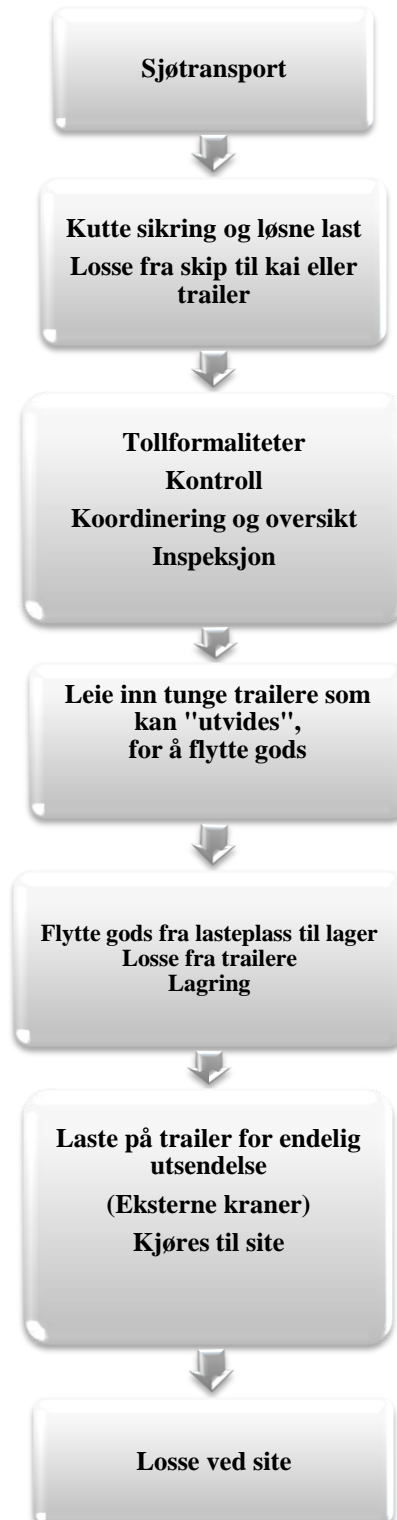 Sjøtransport
Kutte sikring og løsne last
Losse fra skip til kai eller
trailer
Tollformaliteter
Kontroll
Koordinering og oversikt
Inspeksjon
Leie inn tunge trailere som
kan "utvides",
for å flytte gods
Flytte gods fra lasteplass til lager
Losse fra trailere
Lagring
Laste på trailer for endelig
utsendelse
(Eksterne kraner)
Kjøres til site
Losse ved site